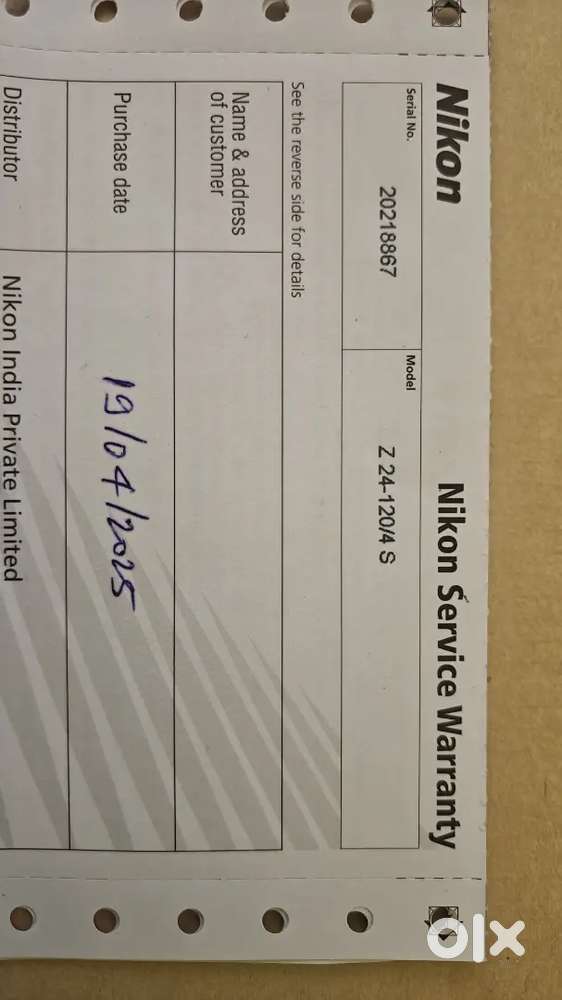 Nikon
Nikon Service Warranty
Serial No.
20218867
Model
Z 24-120/4 S
See the reverse side for details
Name & address
of customer
Purchase date
19/04/2025
Distributor
Nikon India Private Limited
olx